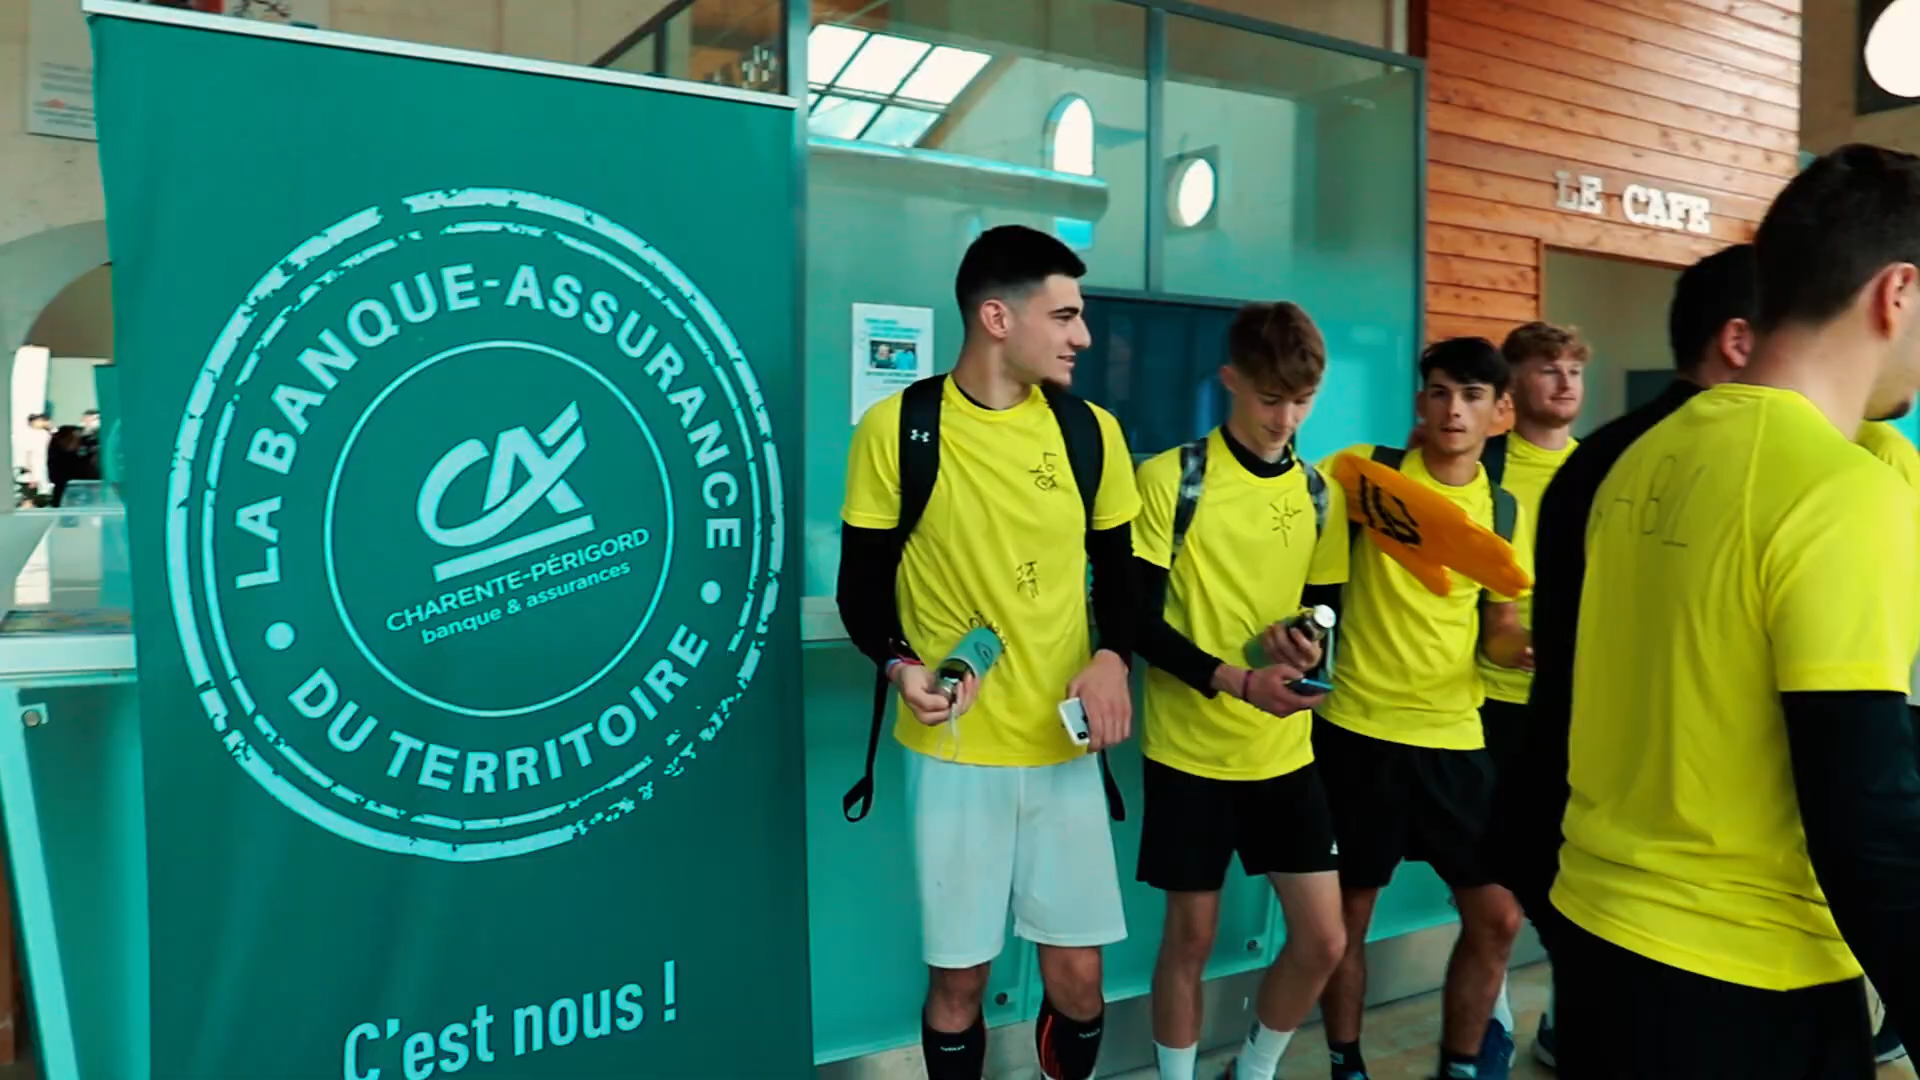 LA BANQUE-ASSURANCE
CA
CHARENTE-PÉRIGORD
banque & assurances
• DU TERRITOIRE •
C'est nous !
LE CAFE